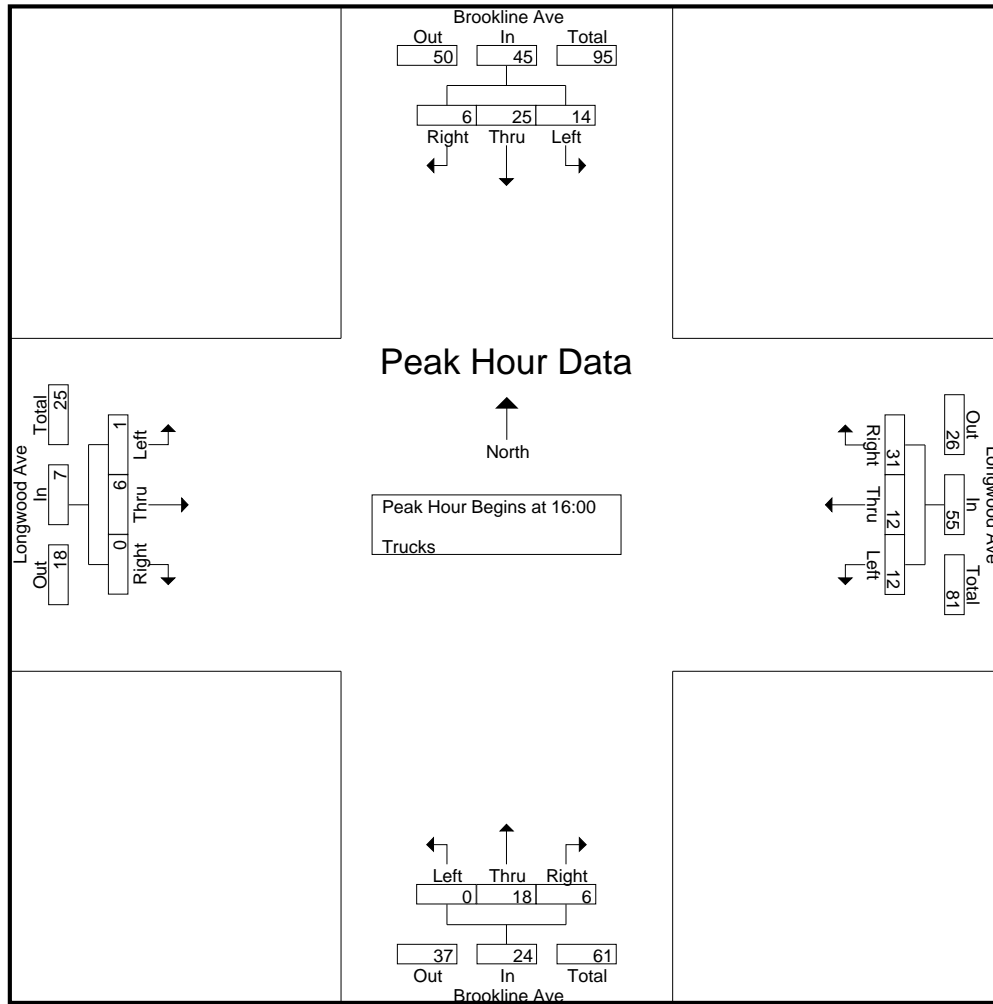 Brookline Ave
Out In Total
50 45 95
6 25 14
Right Thru Left
Peak Hour Data
North
Peak Hour Begins at 16:00
Trucks
Longwood Ave
Out In Total
18 7 25
1 6 0
Left Thru Right
Longwood Ave
Out In Total
26 55 81
31 12 12
Right Thru Left
Left Thru Right
0 18 6
37 24 61
Out In Total
Brookline Ave